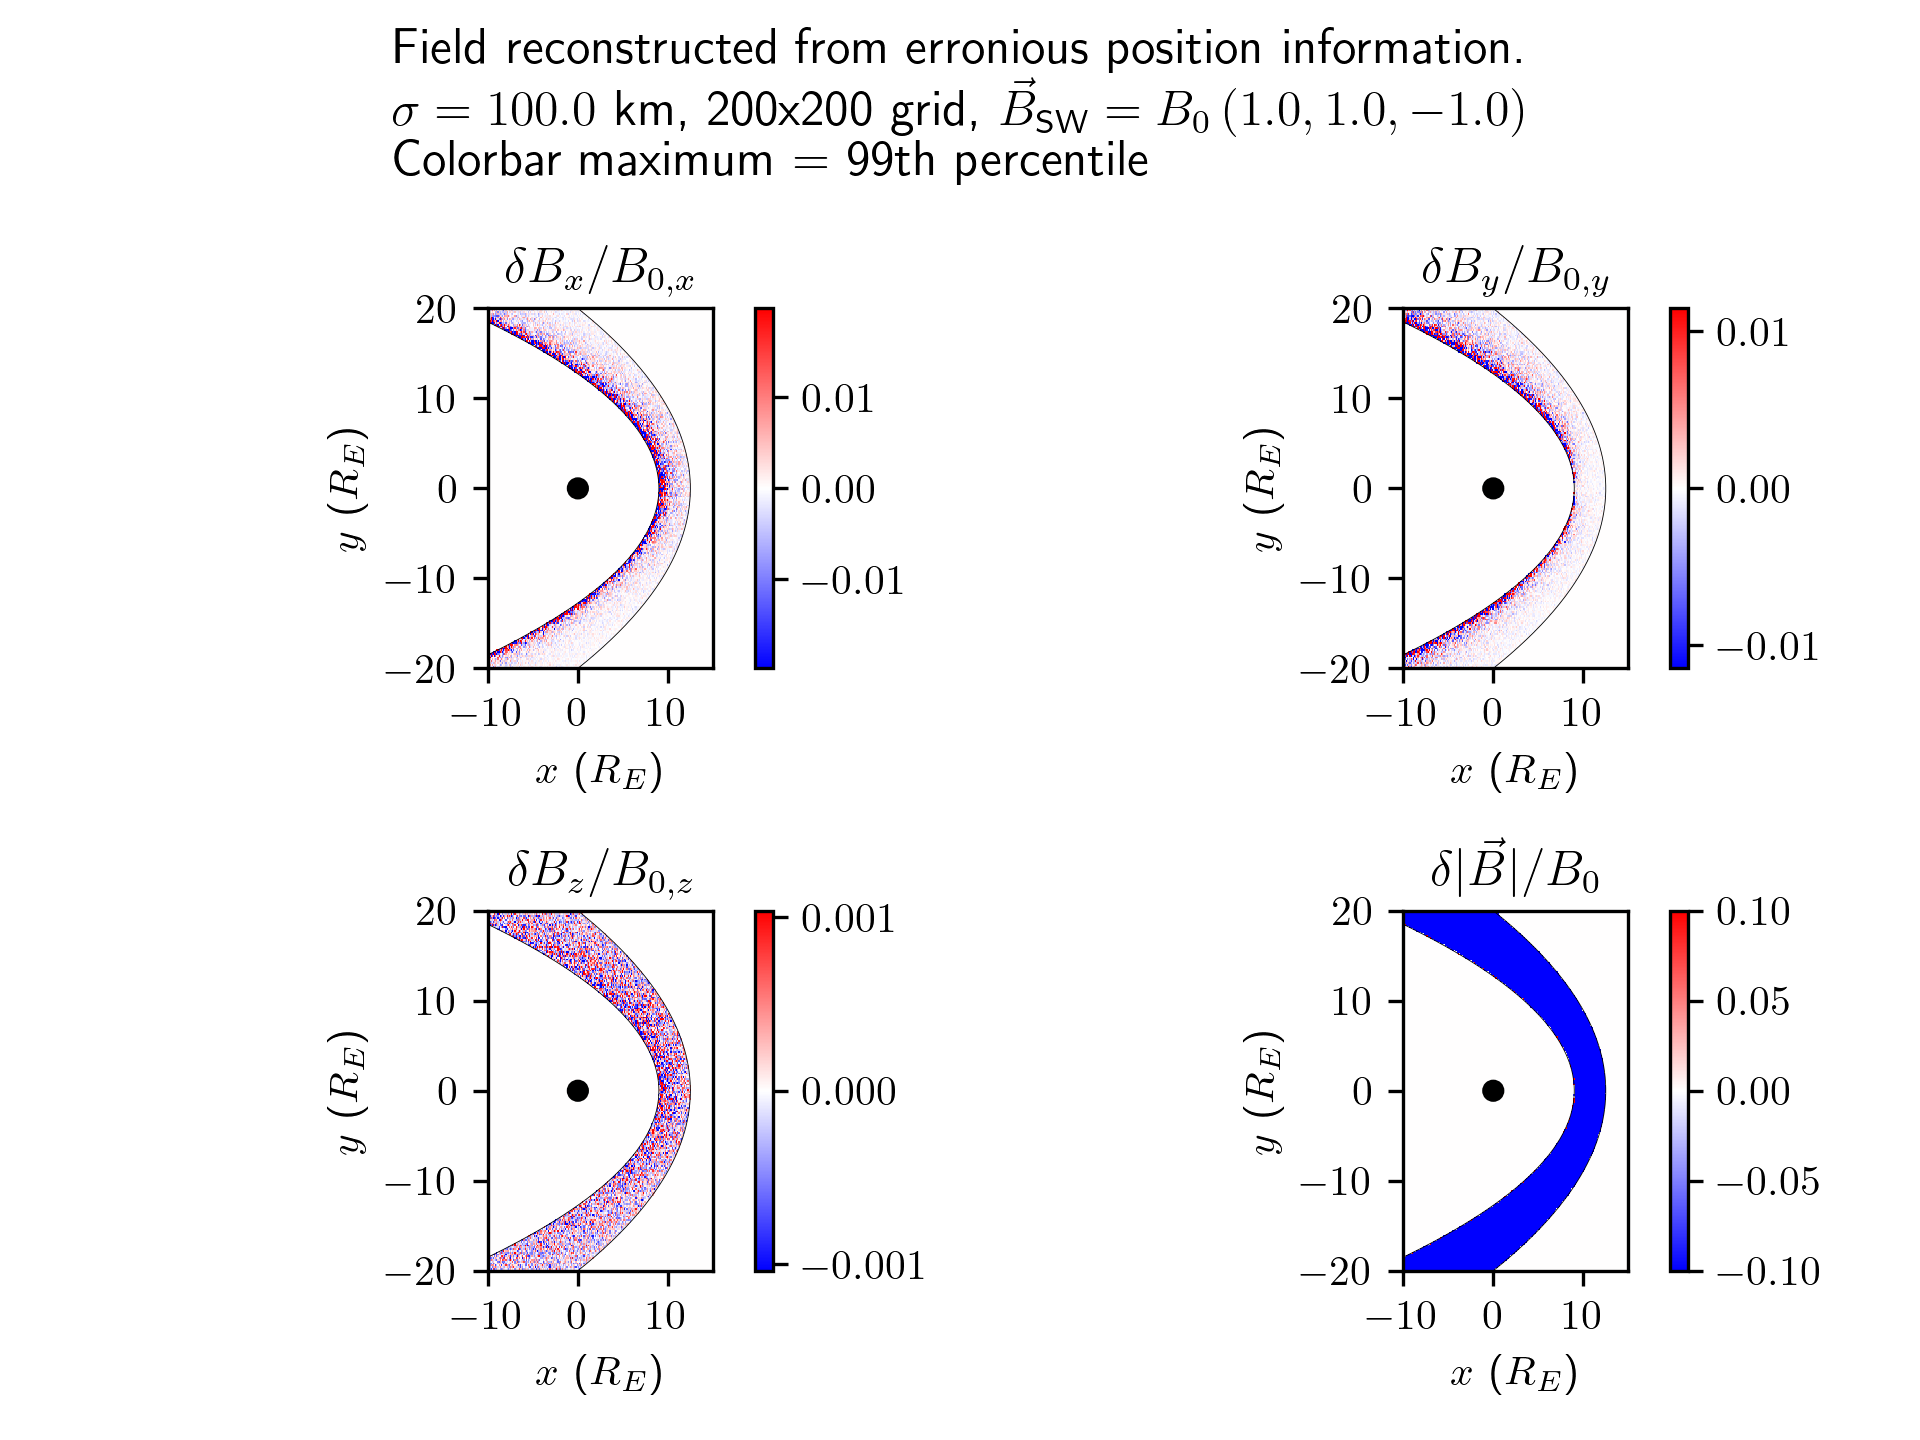 Field reconstructed from erronious position information.
σ = 100.0 km, 200x200 grid, B⃗_SW = B₀ (1.0, 1.0, −1.0)
Colorbar maximum = 99th percentile
δB_x/B_{0,x}
20
10
0
−10
−20
y (R_E)
−10 0 10
x (R_E)
0.01
0.00
−0.01
δB_y/B_{0,y}
20
10
0
−10
−20
y (R_E)
−10 0 10
x (R_E)
0.01
0.00
−0.01
δB_z/B_{0,z}
20
10
0
−10
−20
y (R_E)
−10 0 10
x (R_E)
0.001
0.000
−0.001
δ|B⃗|/B₀
20
10
0
−10
−20
y (R_E)
−10 0 10
x (R_E)
0.10
0.05
0.00
−0.05
−0.10